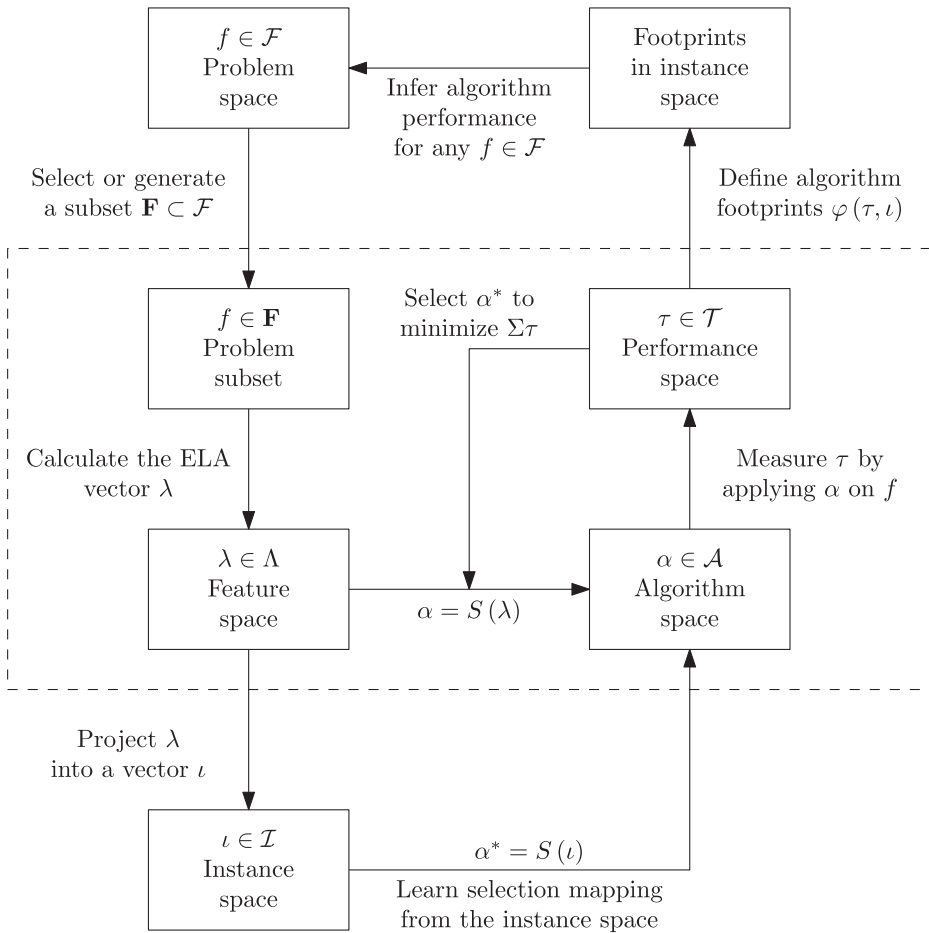 f ∈ ℱ
Problem
space
Footprints
in instance
space
Infer algorithm
performance
for any f ∈ ℱ
Select or generate
a subset 𝐅 ⊂ ℱ
Define algorithm
footprints φ (τ, ι)
f ∈ 𝐅
Problem
subset
Select α* to
minimize Στ
τ ∈ 𝒯
Performance
space
Calculate the ELA
vector λ
Measure τ by
applying α on f
λ ∈ Λ
Feature
space
α = S (λ)
α ∈ 𝒜
Algorithm
space
Project λ
into a vector ι
ι ∈ ℐ
Instance
space
α* = S (ι)
Learn selection mapping
from the instance space